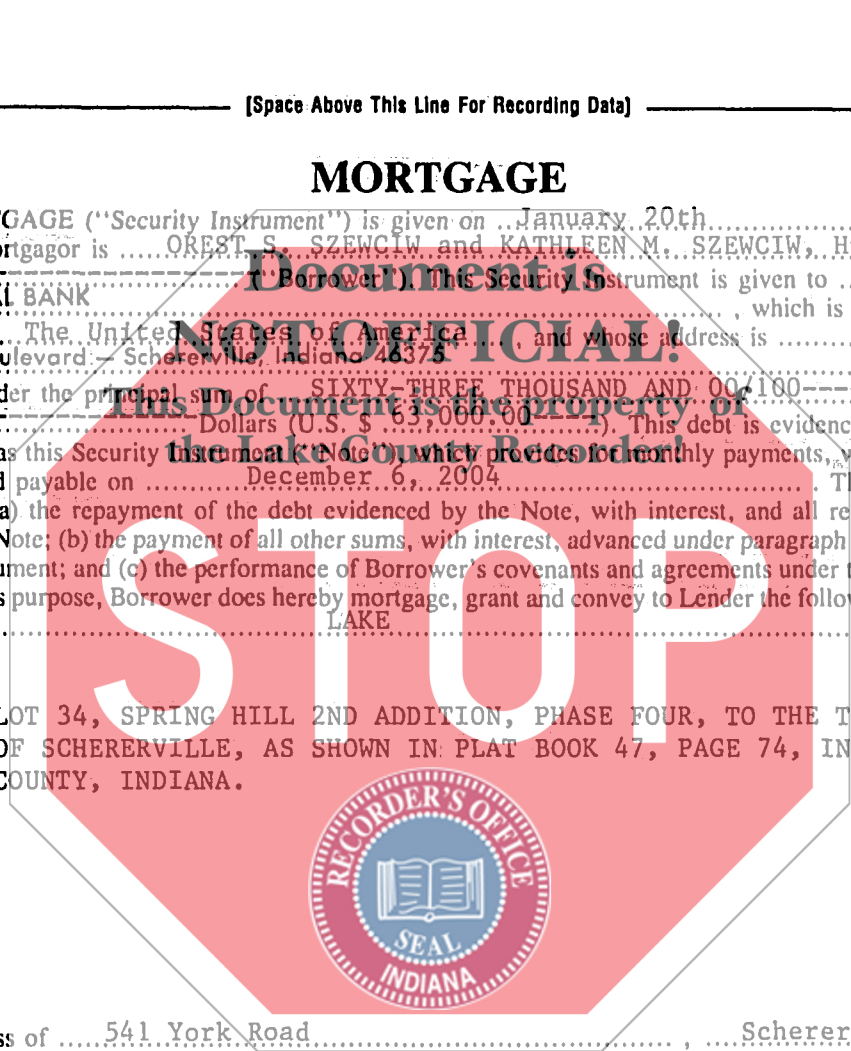 [Space Above This Line For Recording Data]
MORTGAGE
GAGE ("Security Instrument") is given on ..January..20th
rtgagor is .....OREST S. SZEWCIW and KATHLEEN M. SZEWCIW, H
Document is
("Borrower"). This Security Instrument is given to ..
BANK
, which is
The United States of America...., and whose address is
NOT OFFICIAL!
ulevard – Schererville, Indiana 46375
der the principal sum of ....SIXTY-THREE THOUSAND AND 00/100----
This Document is the property of
Dollars (U.S. $ 63,000.00-----). This debt is evidenc
the Lake County Recorder!
as this Security Instrument ("Note"), which provides for monthly payments,
payable on .........December 6, 2004
a) the repayment of the debt evidenced by the Note, with interest, and all re
Note; (b) the payment of all other sums, with interest, advanced under paragraph
ument; and (c) the performance of Borrower's covenants and agreements under t
s purpose, Borrower does hereby mortgage, grant and convey to Lender the follow
LAKE
STOP
LOT 34, SPRING HILL 2ND ADDITION, PHASE FOUR, TO THE T
OF SCHERERVILLE, AS SHOWN IN PLAT BOOK 47, PAGE 74, IN
COUNTY, INDIANA.
RECORDER'S OFFICE
SEAL
INDIANA
ss of .....541 York Road , ....Scherer